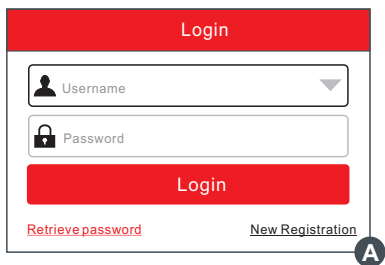 Login
Username
Password
Login
Retrieve password New Registration
A